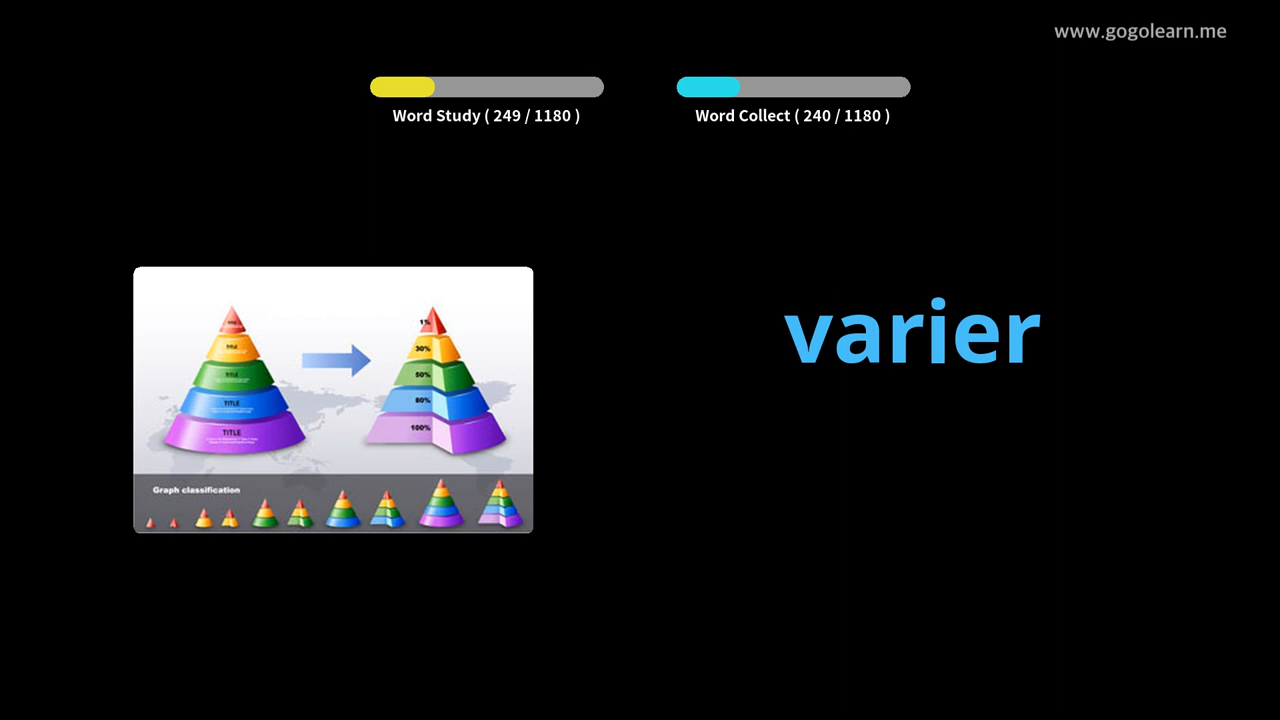 www.gogolearn.me
Word Study ( 249 / 1180 )
Word Collect ( 240 / 1180 )
varier
TITLE
TITLE
TITLE
TITLE
1%
30%
50%
80%
100%
Graph classification